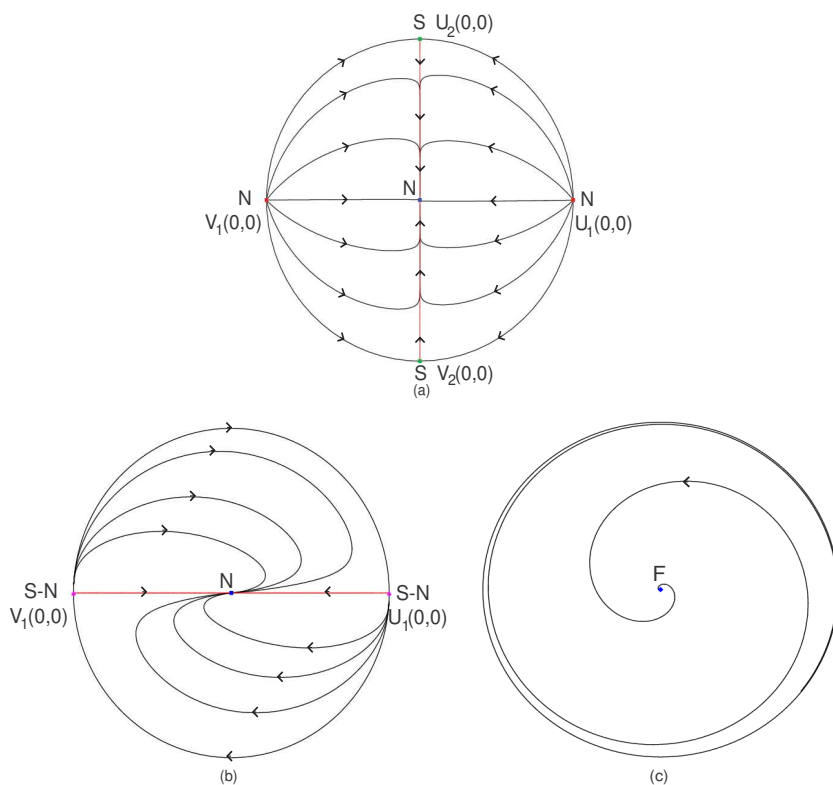 S U₂(0,0)
N
N
N
V₁(0,0)
U₁(0,0)
S V₂(0,0)
(a)
S-N
N
S-N
V₁(0,0)
U₁(0,0)
F
(b)
(c)